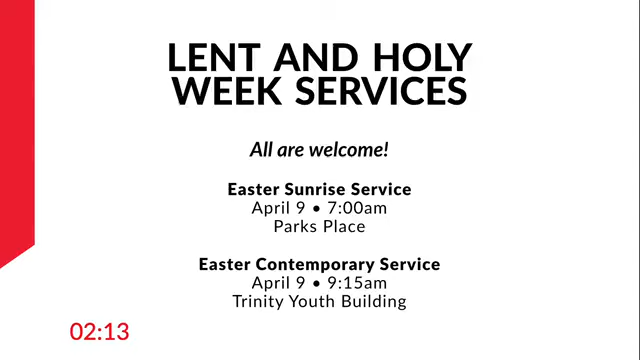 LENT AND HOLY
WEEK SERVICES
All are welcome!
Easter Sunrise Service
April 9 • 7:00am
Parks Place
Easter Contemporary Service
April 9 • 9:15am
Trinity Youth Building
02:13